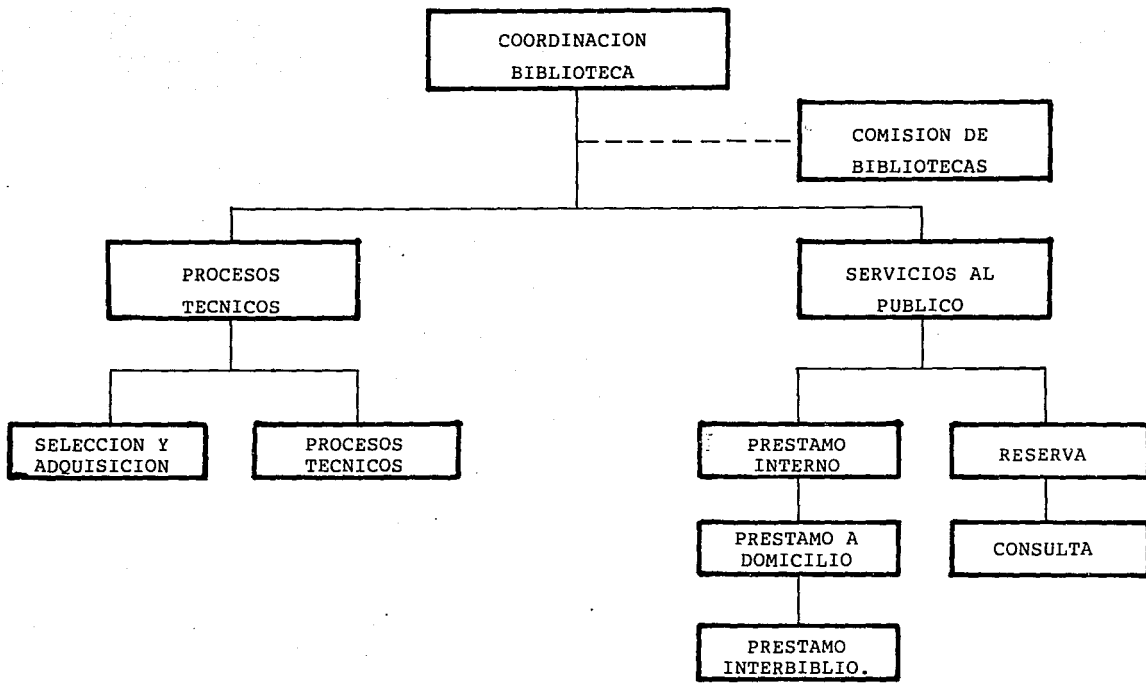 COORDINACION
BIBLIOTECA
COMISION DE
BIBLIOTECAS
PROCESOS
TECNICOS
SERVICIOS AL
PUBLICO
SELECCION Y
ADQUISICION
PROCESOS
TECNICOS
PRESTAMO
INTERNO
RESERVA
PRESTAMO A
DOMICILIO
CONSULTA
PRESTAMO
INTERBIBLIO.